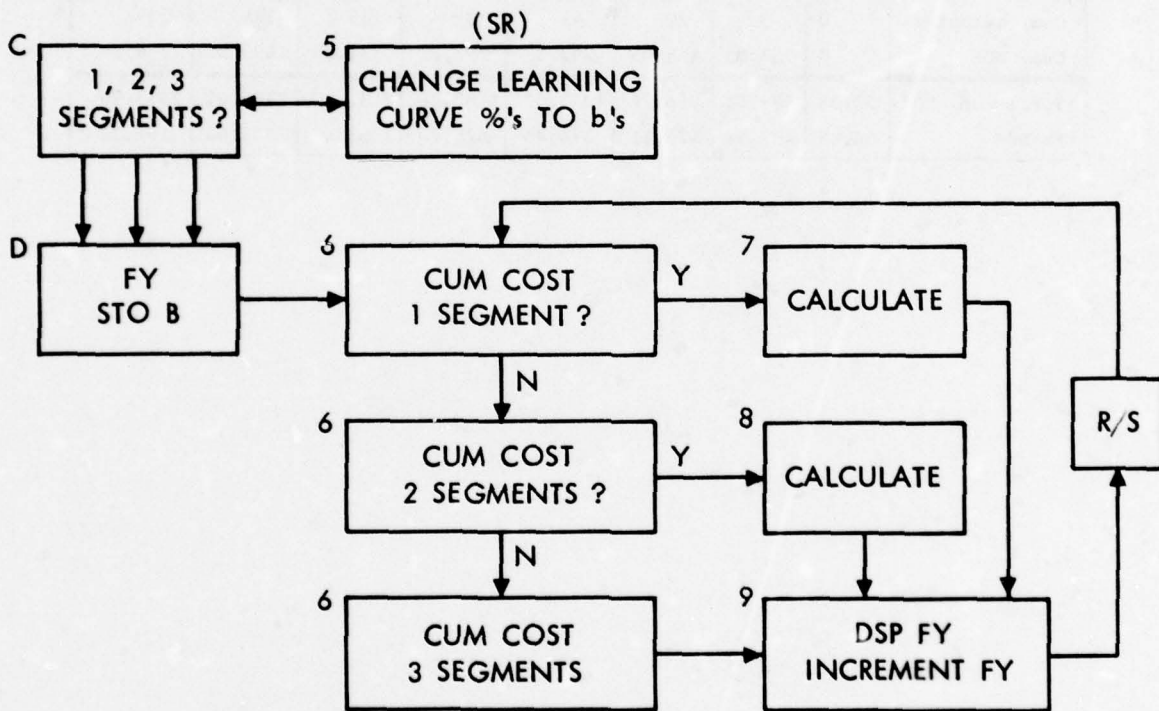 (SR)
C
1, 2, 3
SEGMENTS ?
5
CHANGE LEARNING
CURVE %'s TO b's
D
FY
STO B
6
CUM COST
1 SEGMENT ?
Y
7
CALCULATE
N
R/S
6
CUM COST
2 SEGMENTS ?
Y
8
CALCULATE
N
6
CUM COST
3 SEGMENTS
9
DSP FY
INCREMENT FY